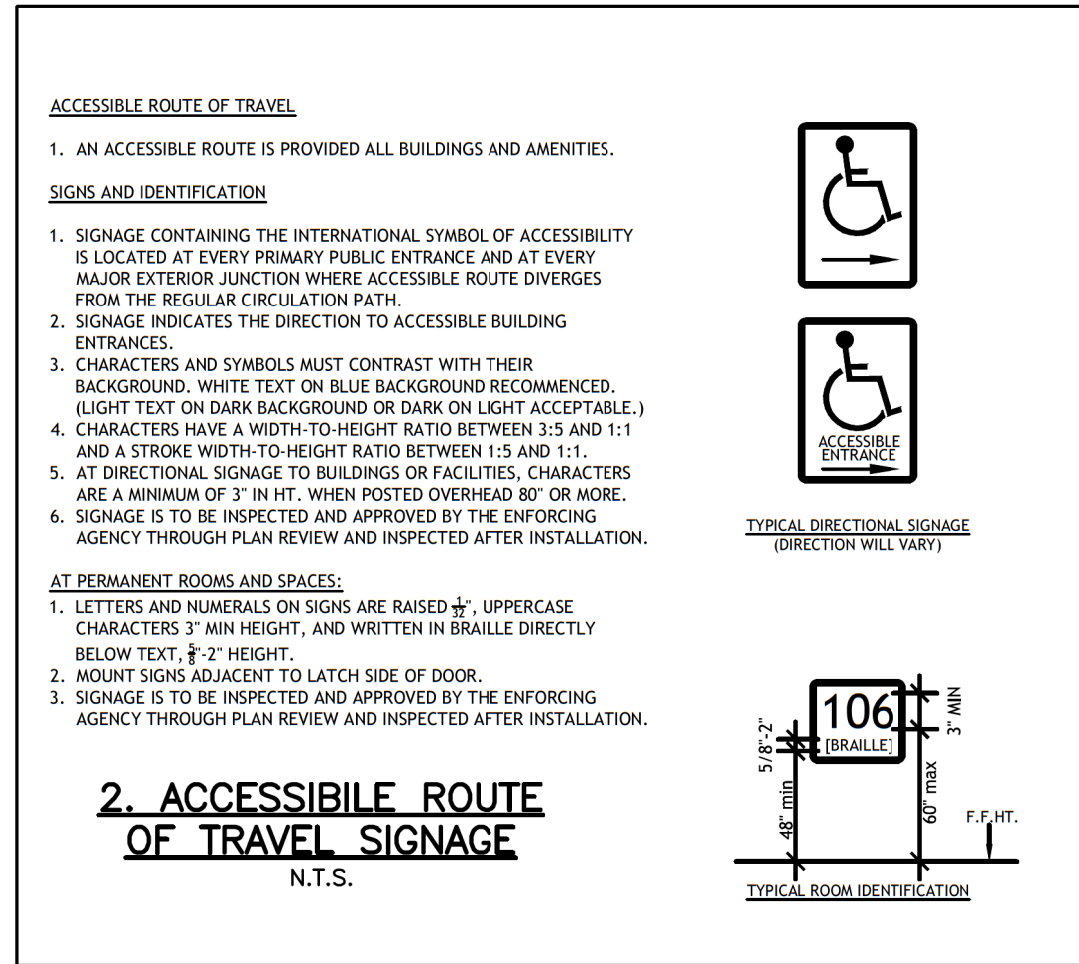 ACCESSIBLE ROUTE OF TRAVEL
1. AN ACCESSIBLE ROUTE IS PROVIDED ALL BUILDINGS AND AMENITIES.
SIGNS AND IDENTIFICATION
1. SIGNAGE CONTAINING THE INTERNATIONAL SYMBOL OF ACCESSIBILITY
IS LOCATED AT EVERY PRIMARY PUBLIC ENTRANCE AND AT EVERY
MAJOR EXTERIOR JUNCTION WHERE ACCESSIBLE ROUTE DIVERGES
FROM THE REGULAR CIRCULATION PATH.
2. SIGNAGE INDICATES THE DIRECTION TO ACCESSIBLE BUILDING
ENTRANCES.
3. CHARACTERS AND SYMBOLS MUST CONTRAST WITH THEIR
BACKGROUND. WHITE TEXT ON BLUE BACKGROUND RECOMMENCED.
(LIGHT TEXT ON DARK BACKGROUND OR DARK ON LIGHT ACCEPTABLE.)
4. CHARACTERS HAVE A WIDTH-TO-HEIGHT RATIO BETWEEN 3:5 AND 1:1
AND A STROKE WIDTH-TO-HEIGHT RATIO BETWEEN 1:5 AND 1:1.
5. AT DIRECTIONAL SIGNAGE TO BUILDINGS OR FACILITIES, CHARACTERS
ARE A MINIMUM OF 3" IN HT. WHEN POSTED OVERHEAD 80" OR MORE.
6. SIGNAGE IS TO BE INSPECTED AND APPROVED BY THE ENFORCING
AGENCY THROUGH PLAN REVIEW AND INSPECTED AFTER INSTALLATION.
AT PERMANENT ROOMS AND SPACES:
1. LETTERS AND NUMERALS ON SIGNS ARE RAISED 1/32", UPPERCASE
CHARACTERS 3" MIN HEIGHT, AND WRITTEN IN BRAILLE DIRECTLY
BELOW TEXT, 5/8"-2" HEIGHT.
2. MOUNT SIGNS ADJACENT TO LATCH SIDE OF DOOR.
3. SIGNAGE IS TO BE INSPECTED AND APPROVED BY THE ENFORCING
AGENCY THROUGH PLAN REVIEW AND INSPECTED AFTER INSTALLATION.
2. ACCESSIBILE ROUTE
OF TRAVEL SIGNAGE
N.T.S.
ACCESSIBLE
ENTRANCE
TYPICAL DIRECTIONAL SIGNAGE
(DIRECTION WILL VARY)
106
[BRAILLE]
5/8"-2"
3" MIN
48" min
60" max
F.F.HT.
TYPICAL ROOM IDENTIFICATION